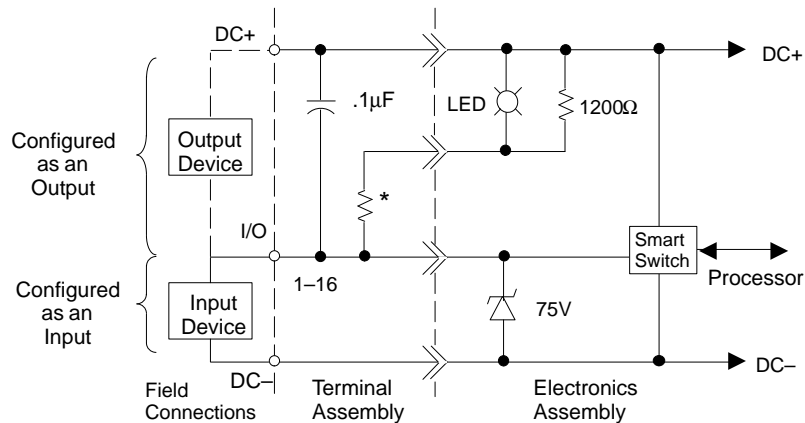 DC+
DC+
.1µF
LED
1200Ω
Configured
as an
Output
Output
Device
*
I/O
Smart
Switch
Processor
1–16
Configured
as an
Input
Input
Device
75V
DC–
DC–
Field
Connections
Terminal
Assembly
Electronics
Assembly